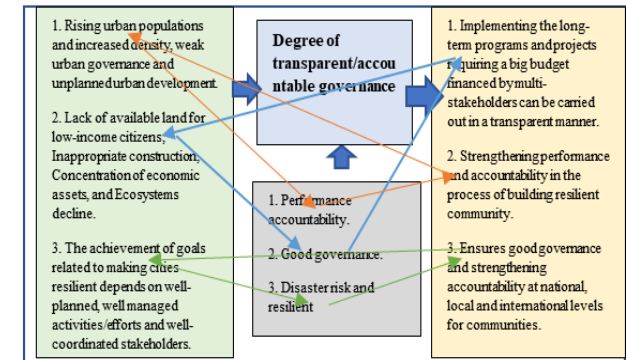 1. Rising urban populations
and increased density, weak
urban governance and
unplanned urban development.
2. Lack of available land for
low-income citizens,
Inappropriate construction,
Concentration of economic
assets, and Ecosystems
decline.
3. The achievement of goals
related to making cities
resilient depends on well-
planned, well managed
activities/efforts and well-
coordinated stakeholders.
Degree of
transparent/accou
ntable governance
1. Performance
accountability.
2. Good governance.
3. Disaster risk and
resilient
1. Implementing the long-
term programs and projects
requiring a big budget
financed by multi-
stakeholders can be carried
out in a transparent manner.
2. Strengthening performance
and accountability in the
process of building resilient
community.
3. Ensures good governance
and strengthening
accountability at national,
local and international levels
for communities.